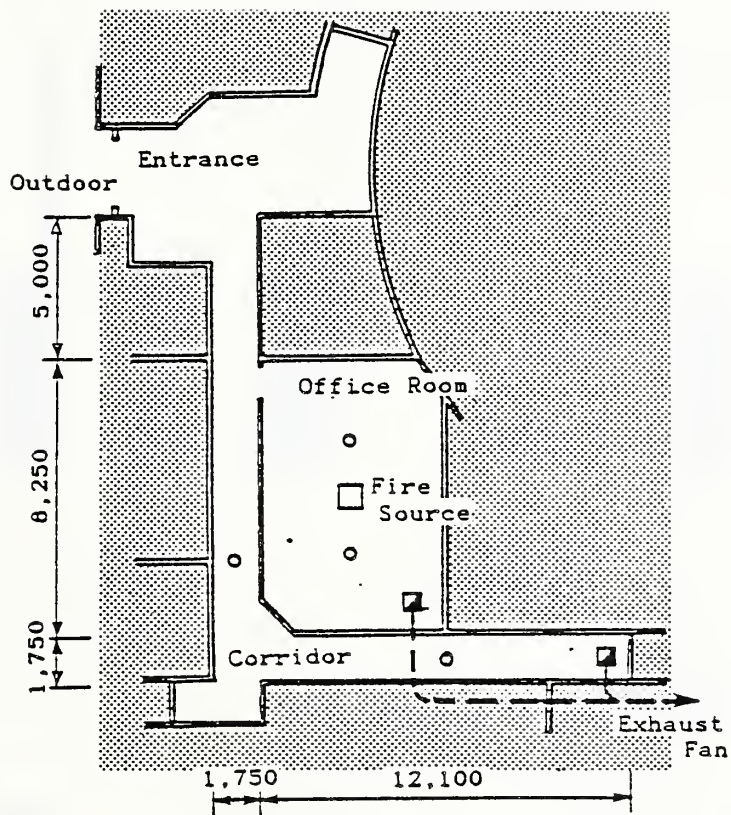 Entrance
Outdoor
5,000
Office Room
8,250
Fire
Source
1,750
Corridor
Exhaust
Fan
1,750
12,100